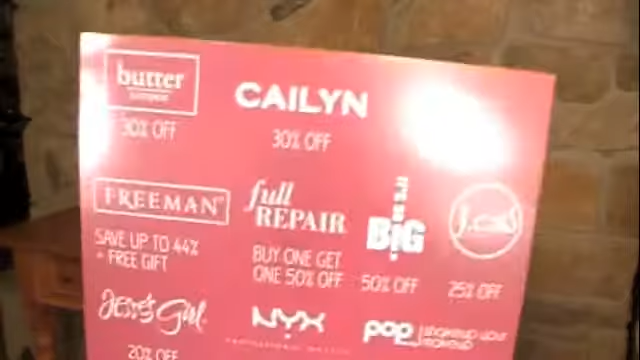 butter
30% OFF
CAILYN
30% OFF
FREEMAN
SAVE UP TO 44%
+ FREE GIFT
full
REPAIR
BUY ONE GET
ONE 50% OFF
BIG
50% OFF
25% OFF
Jesse's Girl
20% OFF
NYX
pop